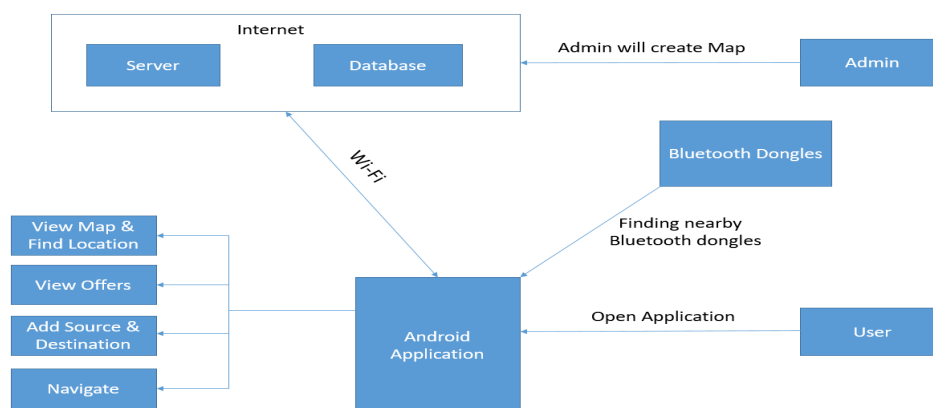 Internet
Server
Database
Admin will create Map
Admin
Wi-Fi
Bluetooth Dongles
Finding nearby
Bluetooth dongles
View Map &
Find Location
View Offers
Add Source &
Destination
Navigate
Android
Application
Open Application
User